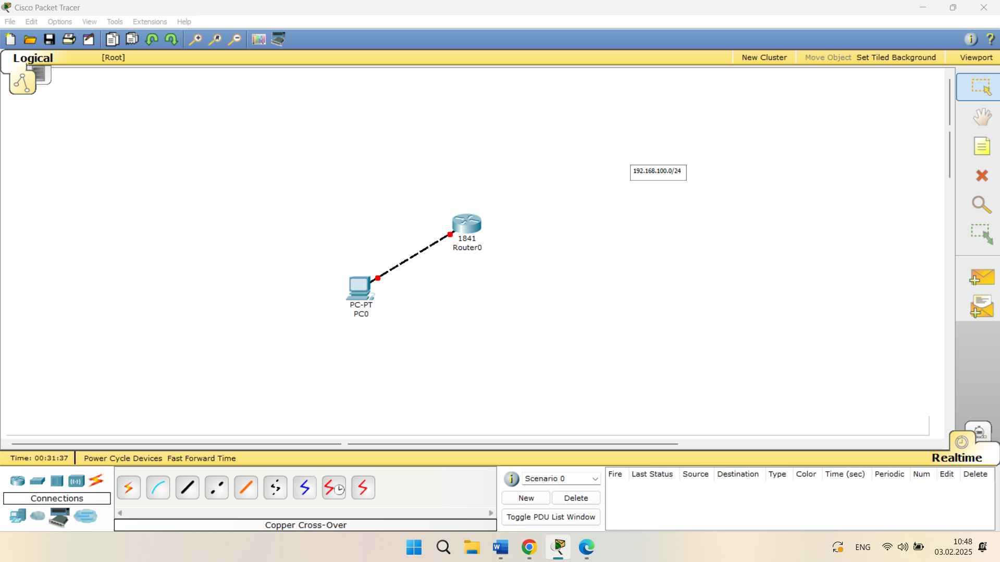 Cisco Packet Tracer
File Edit Options View Tools Extensions Help
Logical [Root] New Cluster Move Object Set Tiled Background Viewport
192.168.100.0/24
1841
Router0
PC-PT
PC0
Time: 00:31:37 Power Cycle Devices Fast Forward Time Realtime
Connections
Copper Cross-Over
Scenario 0
New Delete
Toggle PDU List Window
Fire Last Status Source Destination Type Color Time (sec) Periodic Num Edit Delete
ENG
10:48
03.02.2025